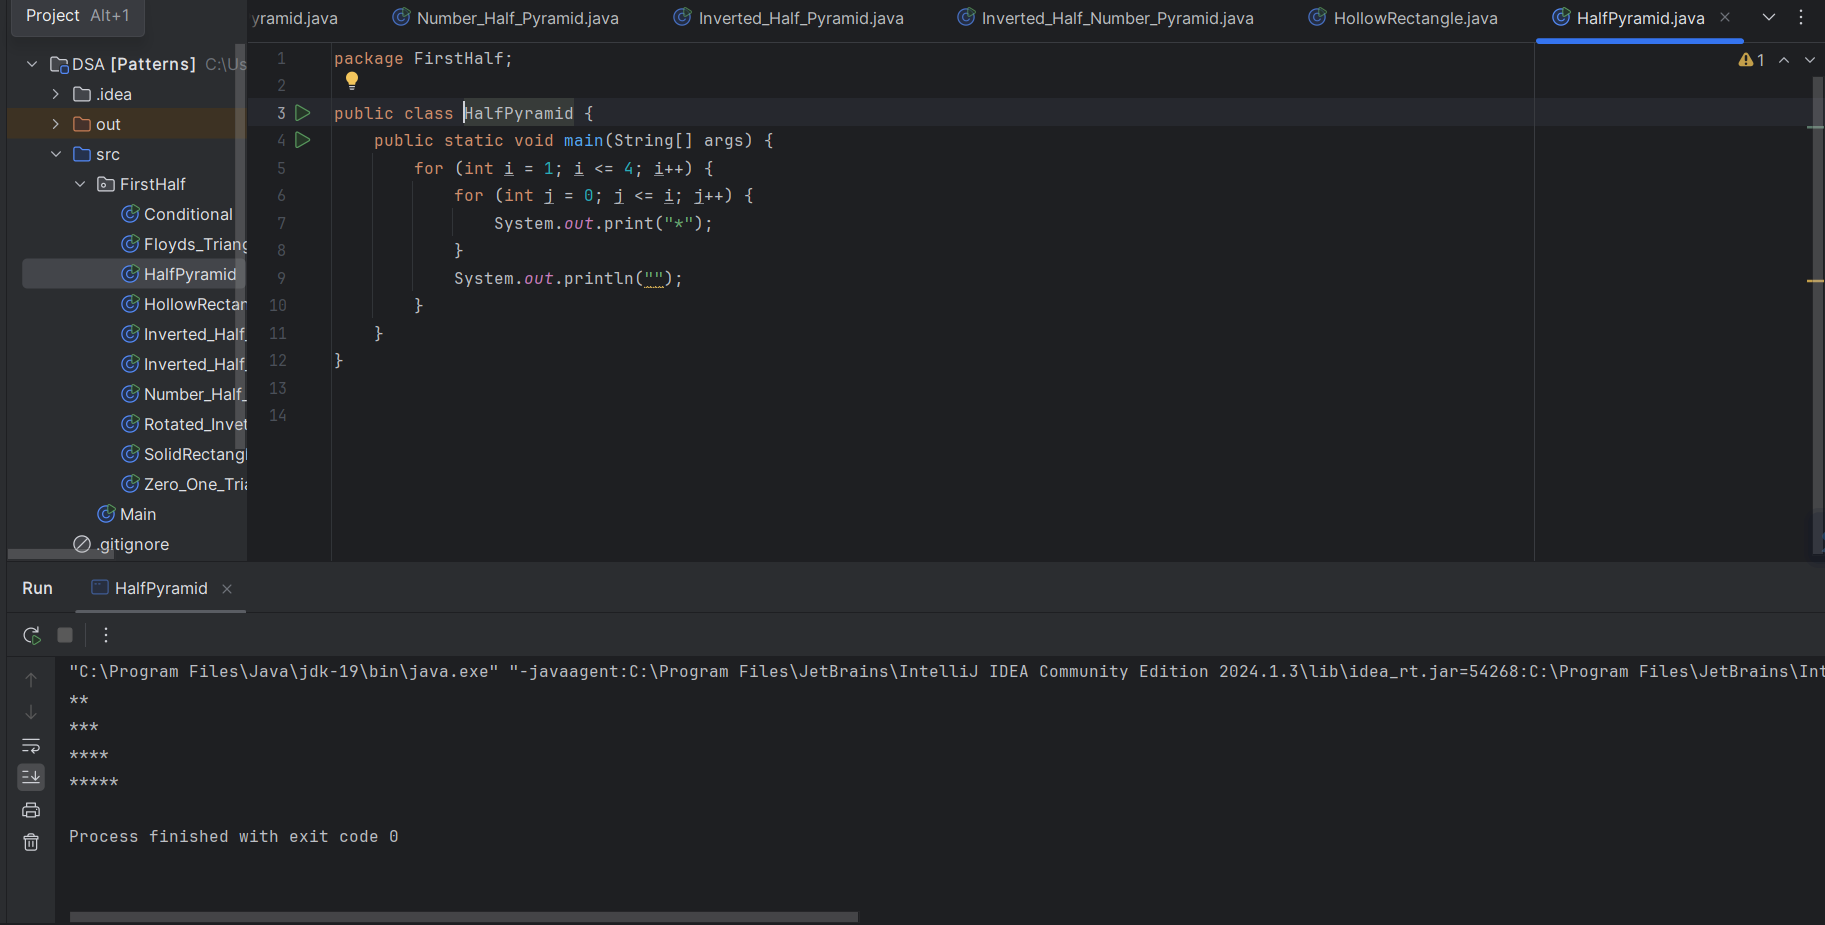 Project Alt+1
yramid.java Number_Half_Pyramid.java Inverted_Half_Pyramid.java Inverted_Half_Number_Pyramid.java HollowRectangle.java HalfPyramid.java
DSA [Patterns] C:\Us
.idea
out
src
FirstHalf
Conditional
Floyds_Triang
HalfPyramid
HollowRectan
Inverted_Half_
Inverted_Half_
Number_Half_
Rotated_Invet
SolidRectangl
Zero_One_Tria
Main
.gitignore
1 package FirstHalf;
2
3 public class HalfPyramid {
4 public static void main(String[] args) {
5 for (int i = 1; i <= 4; i++) {
6 for (int j = 0; j <= i; j++) {
7 System.out.print("*");
8 }
9 System.out.println("");
10 }
11 }
12 }
13
14
1
Run HalfPyramid
"C:\Program Files\Java\jdk-19\bin\java.exe" "-javaagent:C:\Program Files\JetBrains\IntelliJ IDEA Community Edition 2024.1.3\lib\idea_rt.jar=54268:C:\Program Files\JetBrains\Int
**
***
****
*****
Process finished with exit code 0